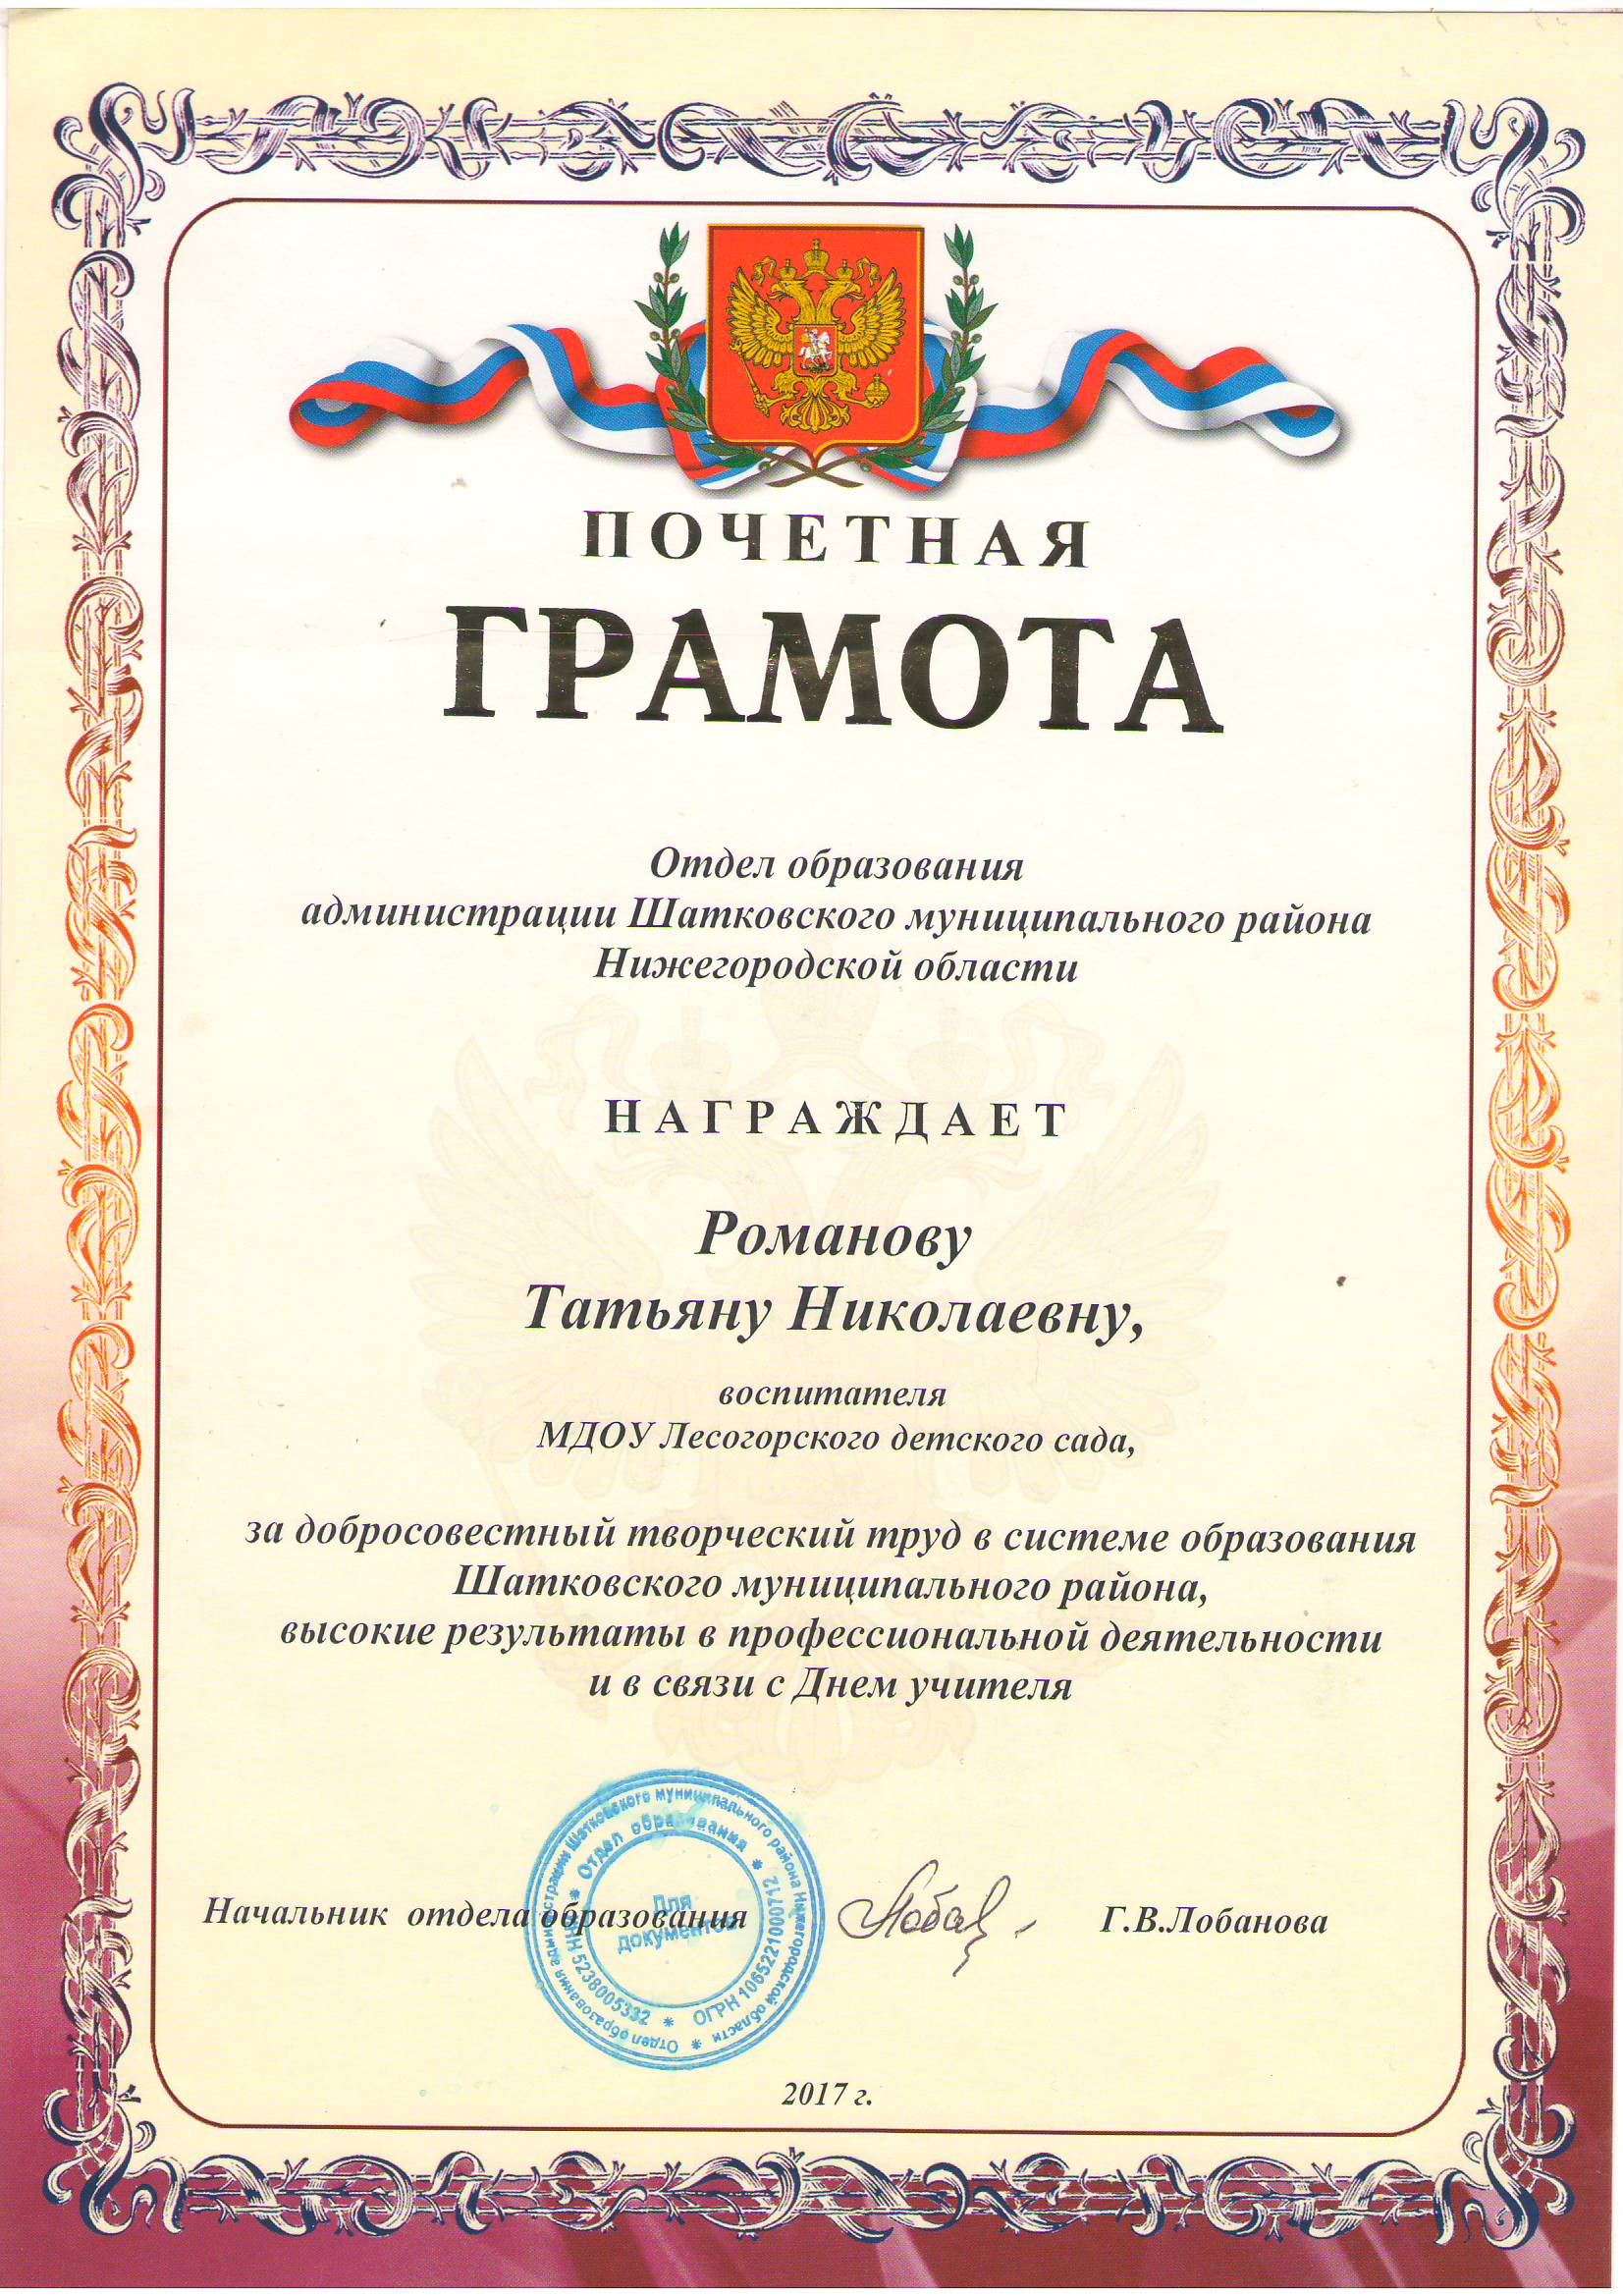 ПОЧЕТНАЯ
ГРАМОТА
Отдел образования
администрации Шатковского муниципального района
Нижегородской области
НАГРАЖДАЕТ
Романову
Татьяну Николаевну,
воспитателя
МДОУ Лесогорского детского сада,
за добросовестный творческий труд в системе образования
Шатковского муниципального района,
высокие результаты в профессиональной деятельности
и в связи с Днем учителя
Начальник отдела образования
Г.В.Лобанова
Отдел образования администрации Шатковского муниципального района Нижегородской области
Отдел образования * ОГРН 1065221000712 * ИНН 5238005332 *
Для
документов
Лобав
2017 г.